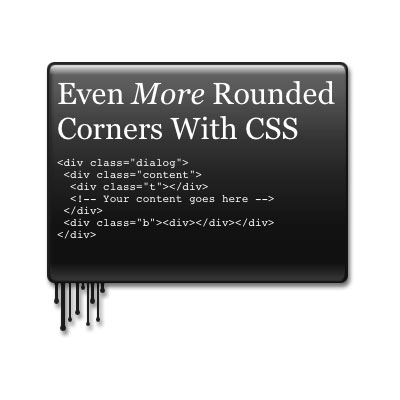 Even More Rounded
Corners With CSS
<div class="dialog">
 <div class="content">
  <div class="t"></div>
  <!-- Your content goes here -->
 </div>
 <div class="b"><div></div></div>
</div>